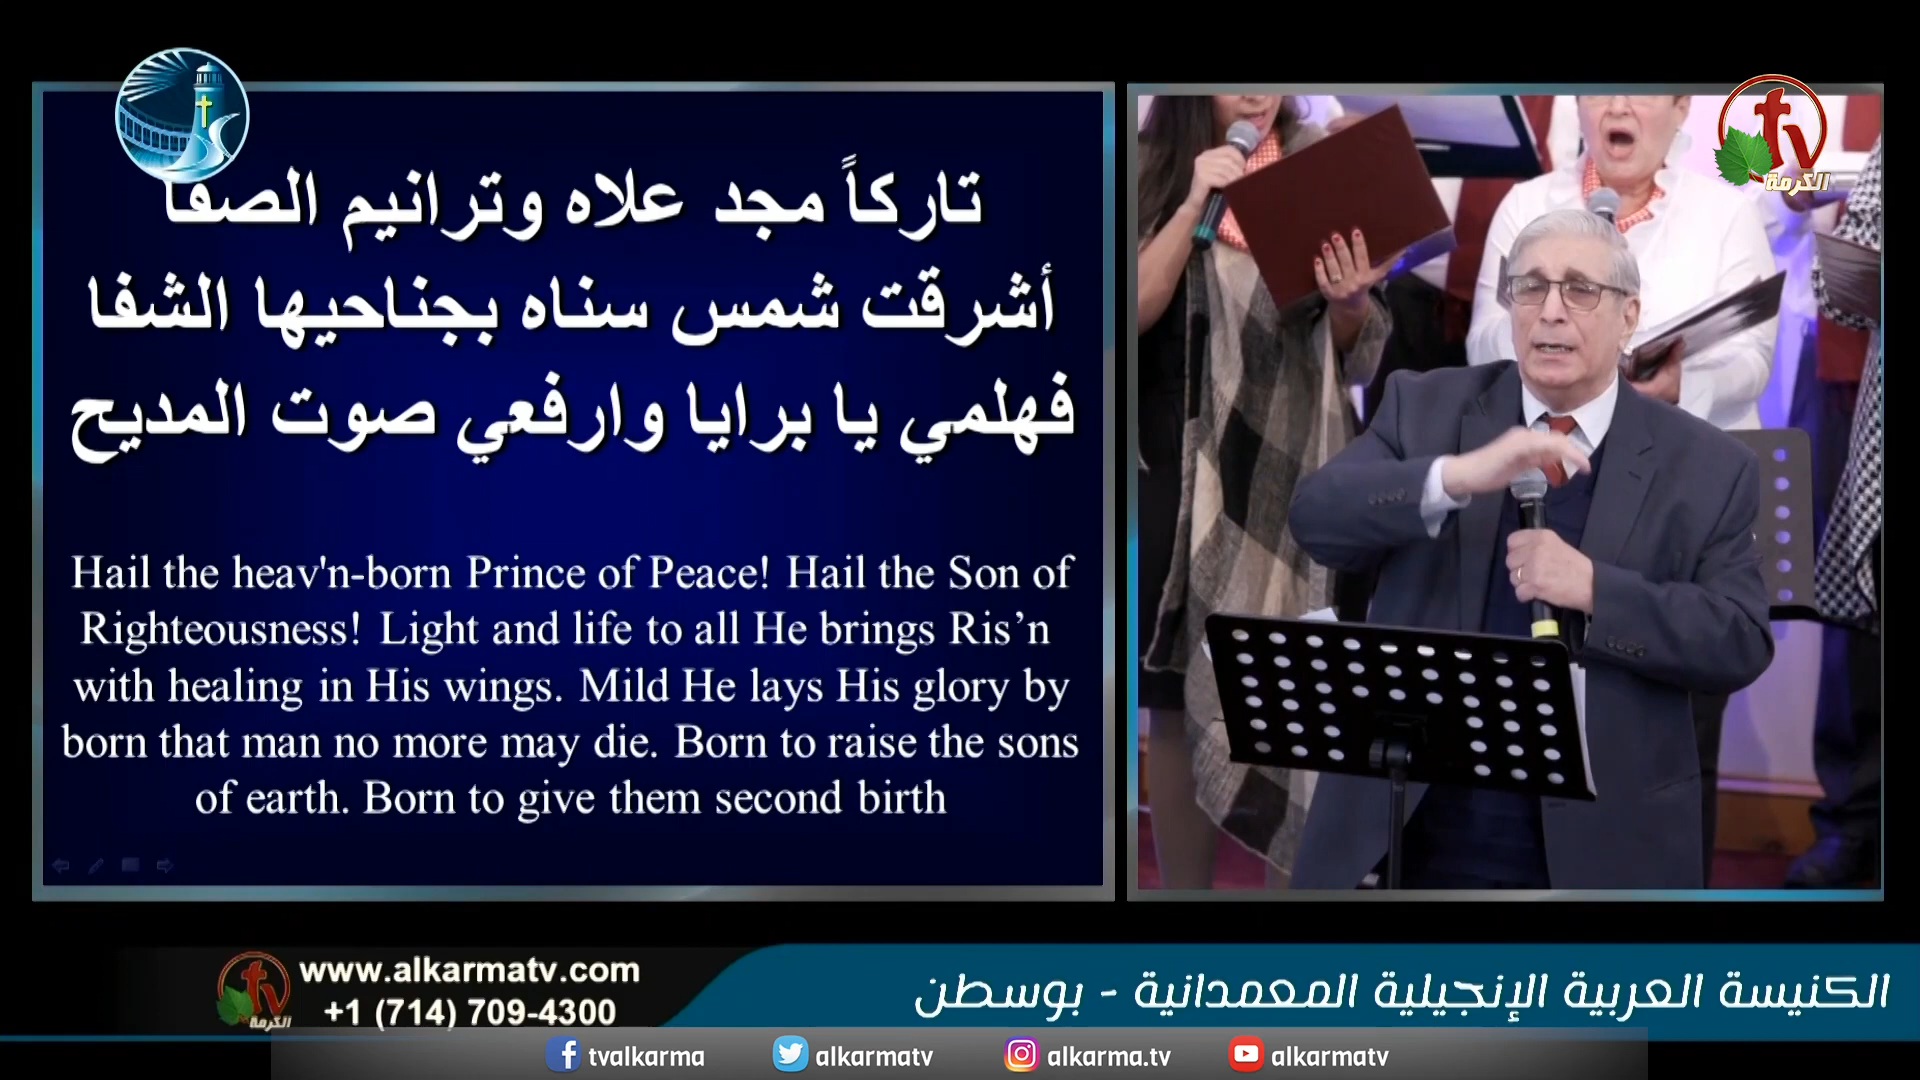 تاركاً مجد علاه وترانيم الصفا
أشرقت شمس سناه بجناحيها الشفا
فهلمي يا برايا وارفعي صوت المديح
Hail the heav'n-born Prince of Peace! Hail the Son of
Righteousness! Light and life to all He brings Ris’n
with healing in His wings. Mild He lays His glory by
born that man no more may die. Born to raise the sons
of earth. Born to give them second birth
tv
الكرمة
tv
الكرمة
www.alkarmatv.com
+1 (714) 709-4300
الكنيسة العربية الإنجيلية المعمدانية - بوسطن
tvalkarma
alkarmatv
alkarma.tv
alkarmatv